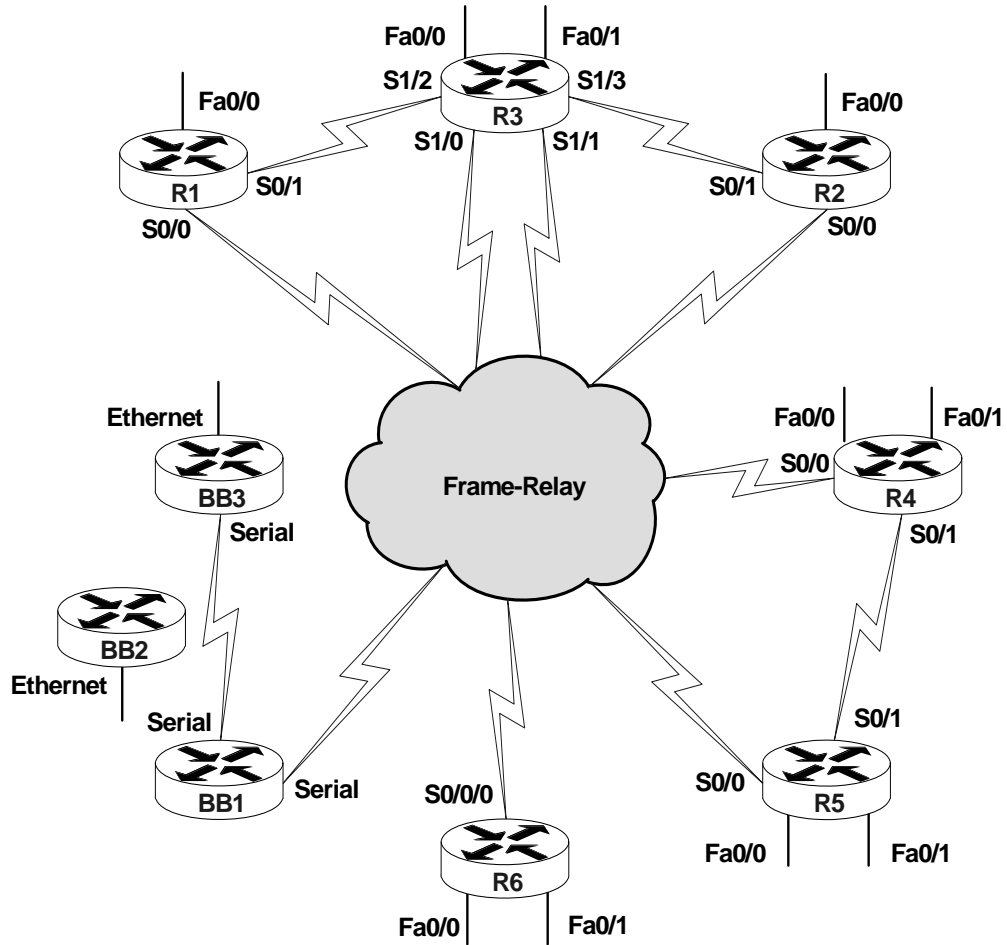 Fa0/0
Fa0/1
S1/2
S1/3
R3
S1/0
S1/1
Fa0/0
R1
S0/1
S0/0
Fa0/0
S0/1
R2
S0/0
Ethernet
BB3
Serial
Frame-Relay
Fa0/0
Fa0/1
S0/0
R4
S0/1
BB2
Ethernet
Serial
BB1
Serial
S0/0/0
R6
Fa0/0
Fa0/1
S0/1
S0/0
R5
Fa0/0
Fa0/1